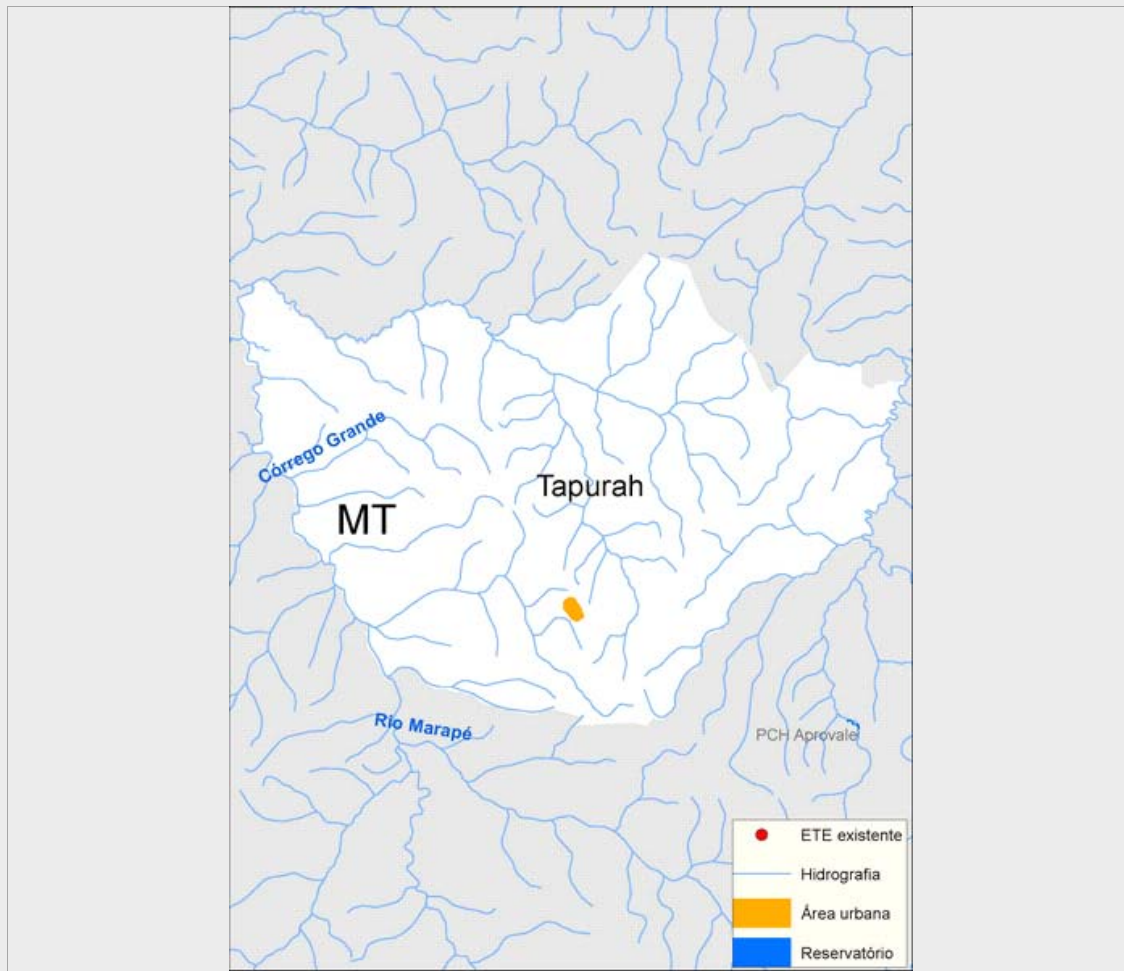 Córrego Grande
Tapurah
MT
Rio Marapé
PCH Aprovale
ETE existente
Hidrografia
Área urbana
Reservatório